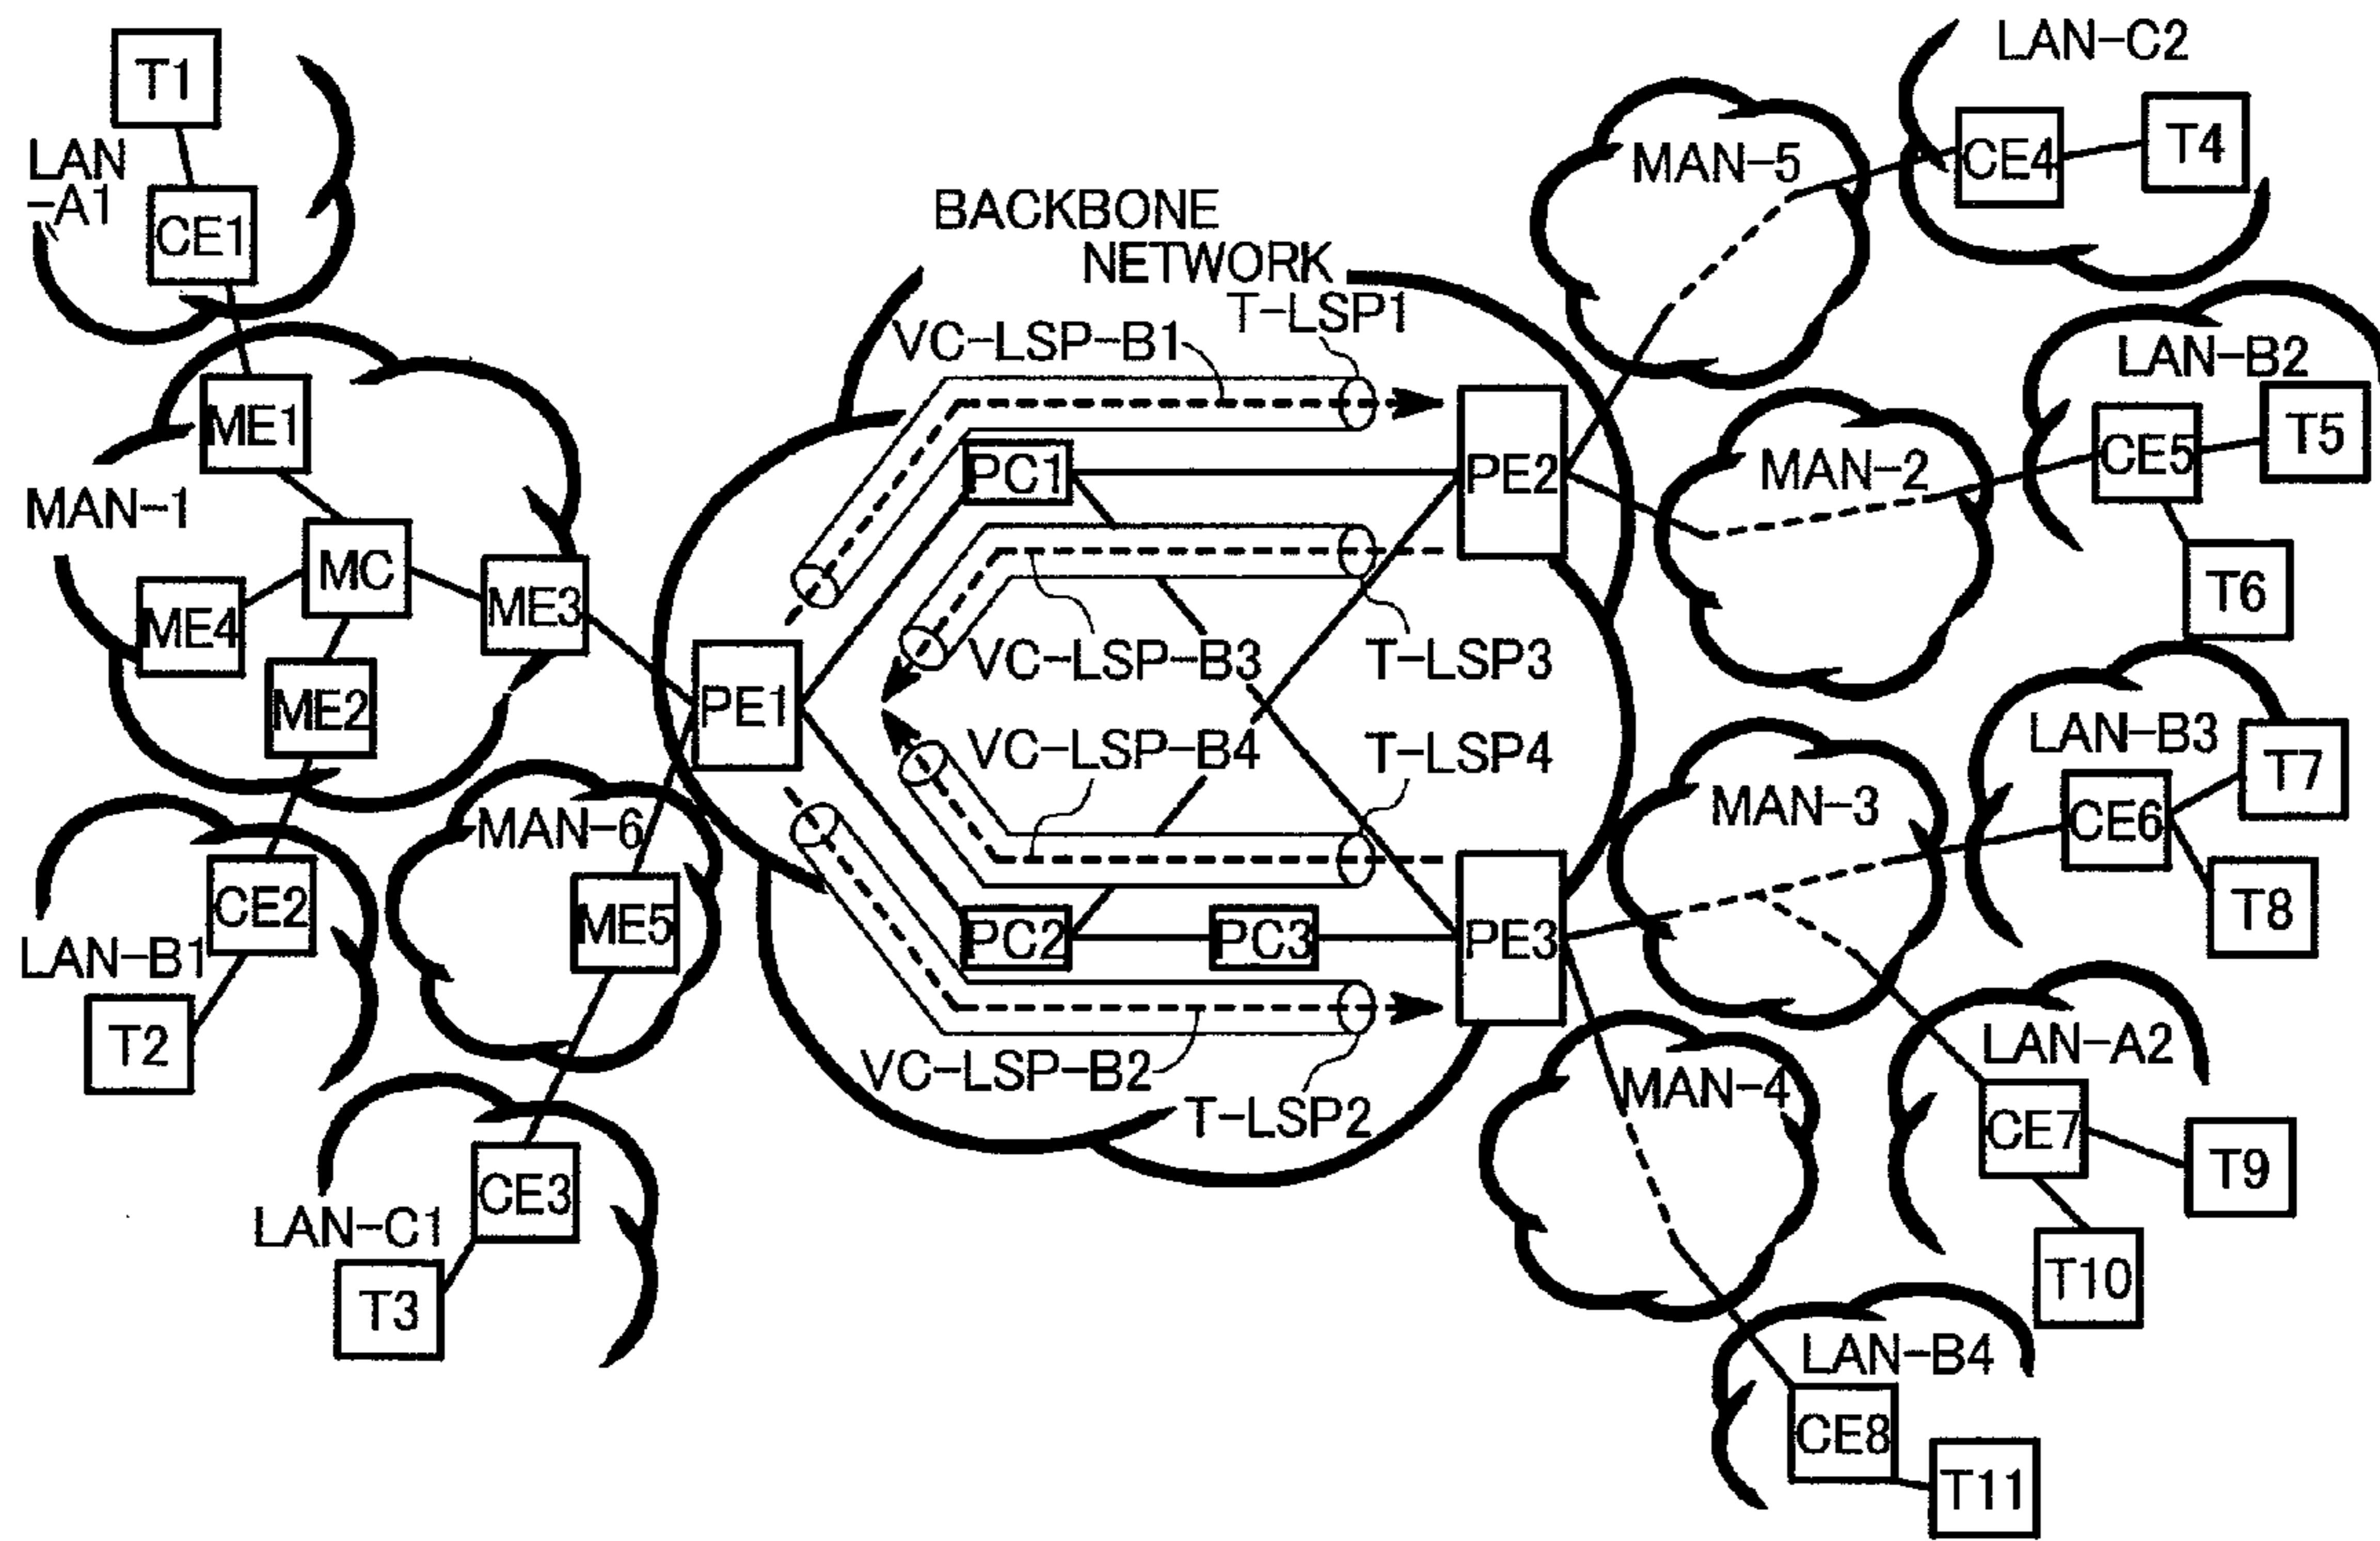 T1
LAN
-A1
CE1
ME1
MAN-1
MC
ME4
ME3
ME2
CE2
LAN-B1
T2
MAN-6
ME5
CE3
LAN-C1
T3
BACKBONE
NETWORK
T-LSP1
VC-LSP-B1
PC1
PE2
PE1
VC-LSP-B3
T-LSP3
VC-LSP-B4
T-LSP4
PC2
PC3
PE3
VC-LSP-B2
T-LSP2
MAN-5
LAN-C2
CE4
T4
MAN-2
LAN-B2
CE5
T5
T6
MAN-3
LAN-B3
CE6
T7
T8
LAN-A2
CE7
T9
T10
MAN-4
LAN-B4
CE8
T11